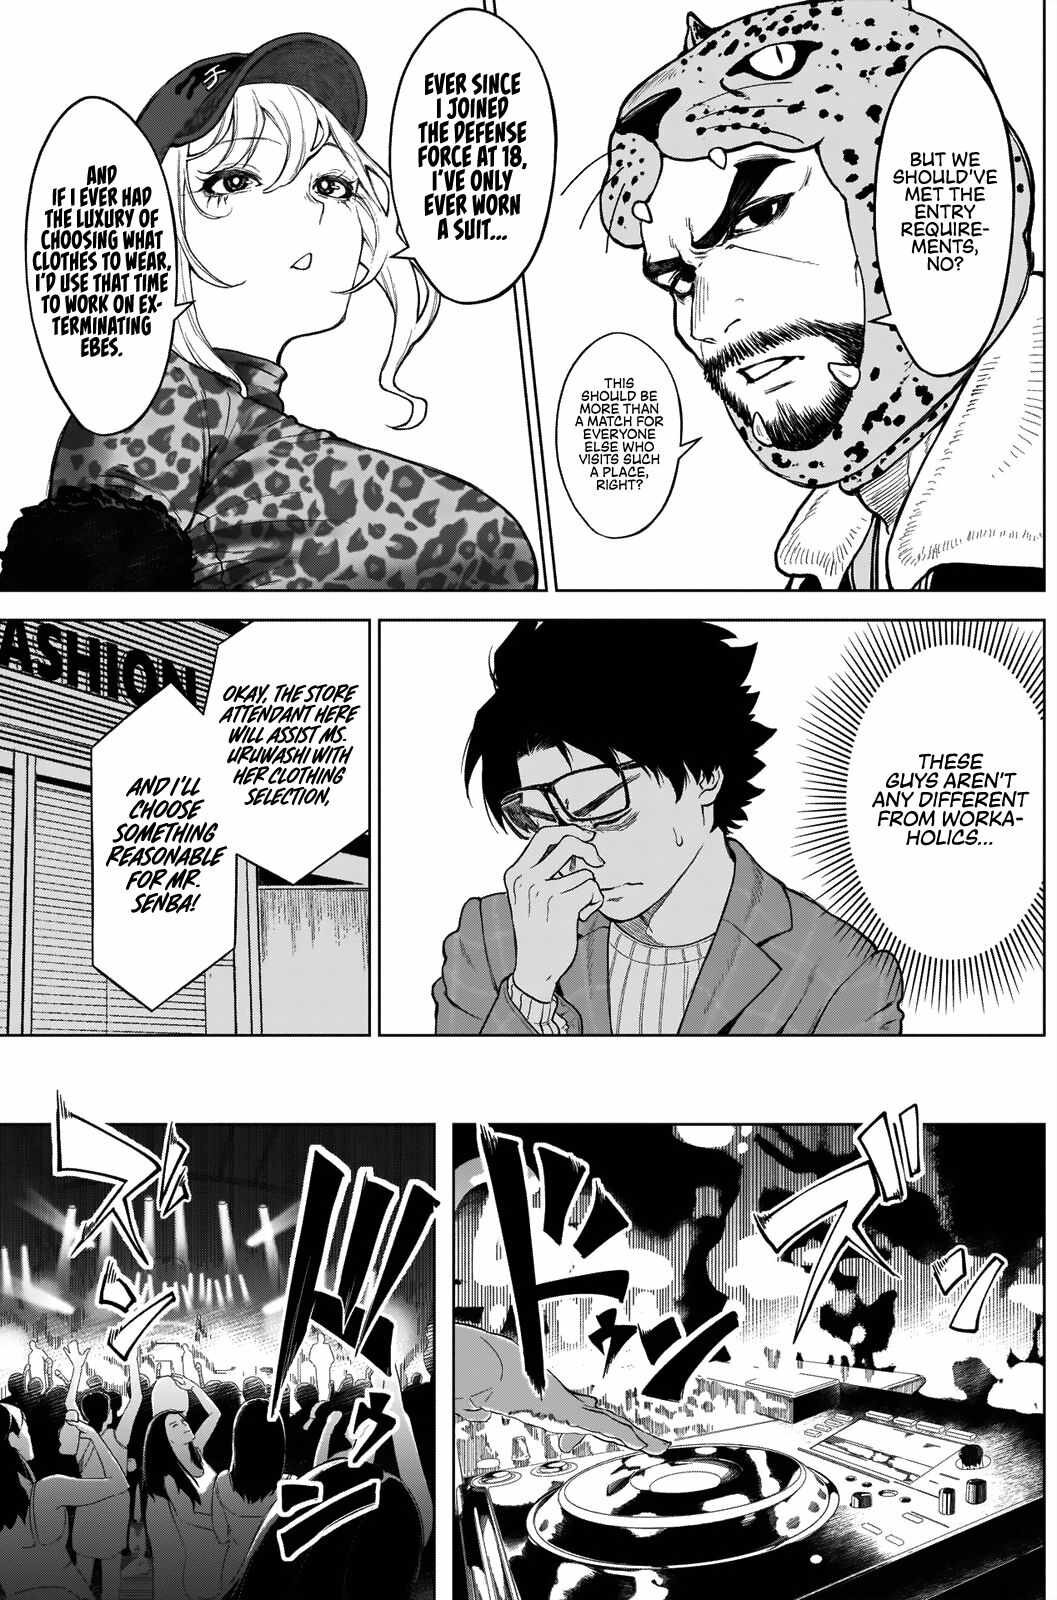 BUT WE
SHOULD'VE
MET THE
ENTRY
REQUIRE-
MENTS,
NO?
THIS
SHOULD BE
MORE THAN
A MATCH FOR
EVERYONE
ELSE WHO
VISITS SUCH
A PLACE,
RIGHT?
EVER SINCE
I JOINED
THE DEFENSE
FORCE AT 18,
I'VE ONLY
EVER WORN
A SUIT...
AND
IF I EVER HAD
THE LUXURY OF
CHOOSING WHAT
CLOTHES TO WEAR,
I'D USE THAT TIME
TO WORK ON EX-
TERMINATING
EBES.
THESE
GUYS AREN'T
ANY DIFFERENT
FROM WORKA-
HOLICS...
ASHION
OKAY, THE STORE
ATTENDANT HERE
WILL ASSIST MS.
URUWASHI WITH
HER CLOTHING
SELECTION,
AND I'LL
CHOOSE
SOMETHING
REASONABLE
FOR MR.
SENBA!
ズン
ドゥン
ズン
ドゥン